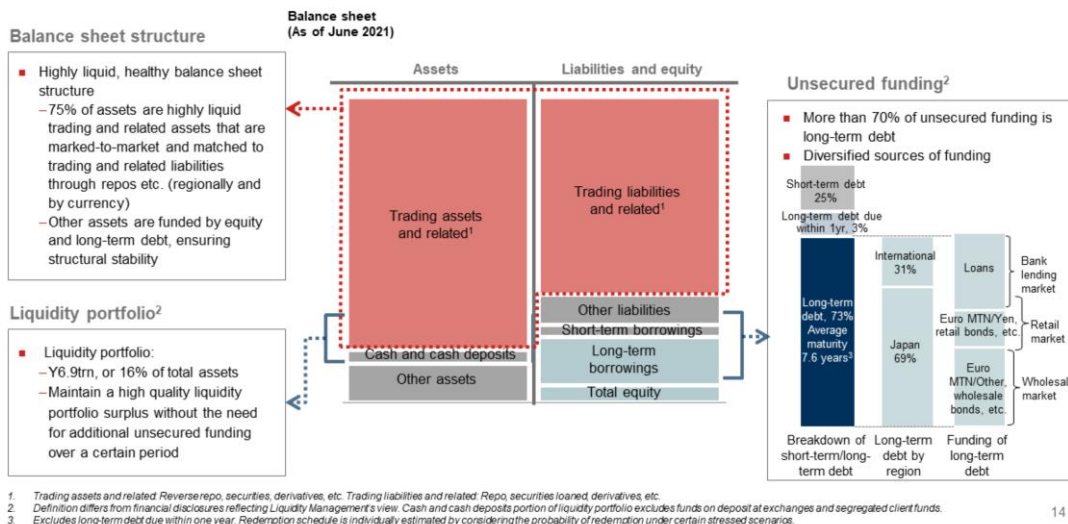 Balance sheet
(As of June 2021)
Balance sheet structure
■ Highly liquid, healthy balance sheet
structure
–75% of assets are highly liquid
trading and related assets that are
marked-to-market and matched to
trading and related liabilities
through repos etc. (regionally and
by currency)
–Other assets are funded by equity
and long-term debt, ensuring
structural stability
Liquidity portfolio²
■ Liquidity portfolio:
–Y6.9trn, or 16% of total assets
–Maintain a high quality liquidity
portfolio surplus without the need
for additional unsecured funding
over a certain period
Assets
Liabilities and equity
Trading assets
and related¹
Cash and cash deposits
Other assets
Trading liabilities
and related¹
Other liabilities
Short-term borrowings
Long-term
borrowings
Total equity
Unsecured funding²
■ More than 70% of unsecured funding is
long-term debt
■ Diversified sources of funding
Short-term debt
25%
Long-term debt due
within 1yr, 3%
Long-term
debt, 73%
Average
maturity
7.6 years³
International
31%
Japan
69%
Loans
Euro MTN/Yen,
retail bonds, etc.
Euro
MTN/Other,
wholesale
bonds, etc.
Bank
lending
market
Retail
market
Wholesale
market
Breakdown of
short-term/long-
term debt
Long-term
debt by
region
Funding of
long-term
debt
1. Trading assets and related: Reverse repo, securities, derivatives, etc. Trading liabilities and related: Repo, securities loaned, derivatives, etc.
2. Definition differs from financial disclosures reflecting Liquidity Management's view. Cash and cash deposits portion of liquidity portfolio excludes funds on deposit at exchanges and segregated client funds.
3. Excludes long-term debt due within one year. Redemption schedule is individually estimated by considering the probability of redemption under certain stressed scenarios.
14